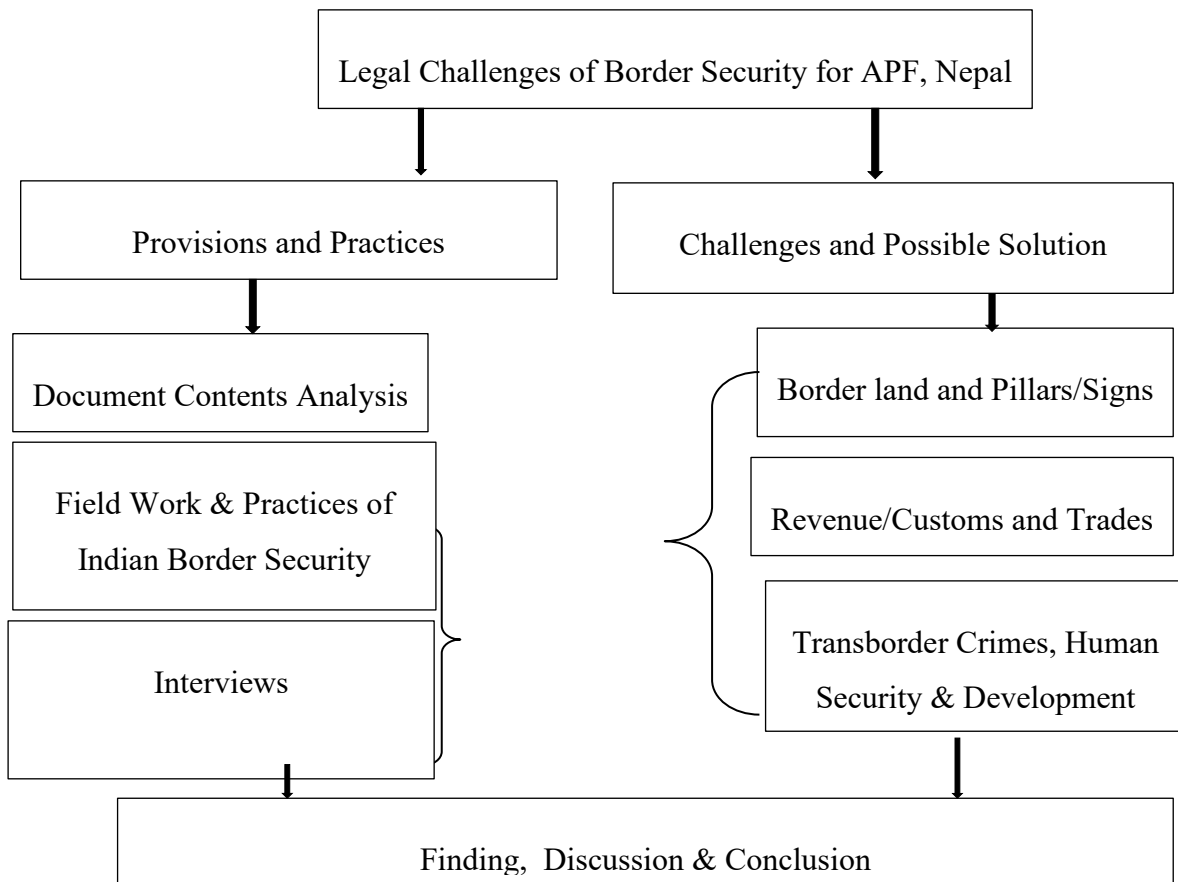 Legal Challenges of Border Security for APF, Nepal
Provisions and Practices
Challenges and Possible Solution
Document Contents Analysis
Field Work & Practices of
Indian Border Security
Interviews
Border land and Pillars/Signs
Revenue/Customs and Trades
Transborder Crimes, Human
Security & Development
Finding, Discussion & Conclusion